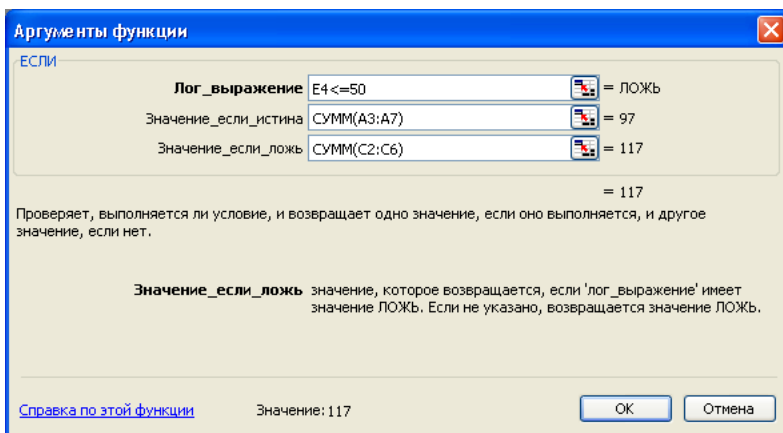 Аргументы функции
ЕСЛИ
Лог_выражение E4<=50 = ЛОЖЬ
Значение_если_истина СУММ(A3:A7) = 97
Значение_если_ложь СУММ(C2:C6) = 117
= 117
Проверяет, выполняется ли условие, и возвращает одно значение, если оно выполняется, и другое
значение, если нет.
Значение_если_ложь значение, которое возвращается, если 'лог_выражение' имеет
значение ЛОЖЬ. Если не указано, возвращается значение ЛОЖЬ.
Справка по этой функции Значение: 117 ОК Отмена